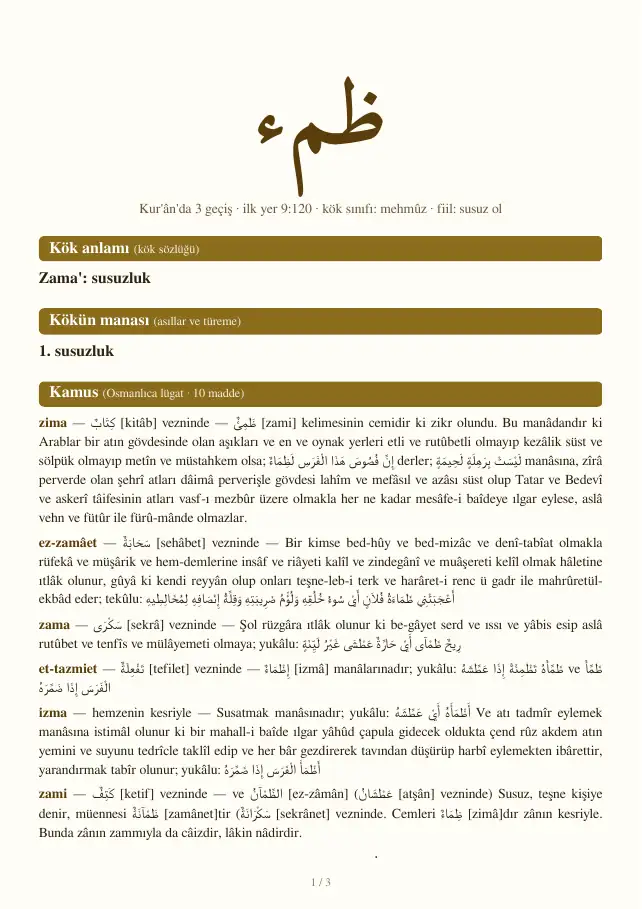 ظمء
Kur'ân'da 3 geçiş · ilk yer 9:120 · kök sınıfı: mehmûz · fiil: susuz ol
Kök anlamı (kök sözlüğü)
Zama': susuzluk
Kökün manası (asıllar ve türeme)
1. susuzluk
Kamus (Osmanlıca lügat · 10 madde)
zima — كِتَابٌ [kitâb] vezninde — ظَمِئٌ [zami] kelimesinin cemidir ki zikr olundu. Bu mânâdandır ki
Arablar bir atın gövdesinde olan aşıkları ve en ve oynak yerleri etli ve rutûbetli olmayıp kezâlik süst ve
sölpük olmayıp metîn ve müstahkem olsa; إِنَّ فُصُوصَ هَذَا الْفَرَسِ لَظِمَاءٌ derler; لَيْسَتْ بِرَهِلَةٍ لَحِيمَةٍ manâsına, zîrâ
perverde olan şehrî atları dâimâ perverişle gövdesi lahîm ve mefâsıl ve azâsı süst olup Tatar ve Bedevî
ve askerî tâifesinin atları vasf-ı mezbûr üzere olmakla her ne kadar mesâfe-i baîdeye ılgar eylese, aslâ
vehn ve fütûr ile fürû-mânde olmazlar.
ez-zamâet — سَحَابَةٌ [sehâbet] vezninde — Bir kimse bed-hûy ve bed-mizâc ve denî-tabîat olmakla
rüfekâ ve müşârik ve hem-demlerine insâf ve riâyeti kalîl ve zindegânî ve muâşereti kelîl olmak hâletine
ıtlâk olunur, gûyâ ki kendi reyyân olup onları teşne-leb-i terk ve harâret-i renc ü gadr ile mahrûretül-
ekbâd eder; tekûlu: أَعْجَبَتْنِي ظَمَاءَةُ فُلاَنٍ أَيْ سُوءُ خُلُقِهِ وَلُؤْمُ ضَرِيبَتِهِ وَقِلَّةُ إِنْصَافِهِ لِمُخَالِطِيهِ
zama — سَكْرَى [sekrâ] vezninde — Şol rüzgâra ıtlâk olunur ki be-gâyet serd ve ıssı ve yâbis esip aslâ
rutûbet ve tenfîs ve mülâyemeti olmaya; yukâlu: رِيحٌ ظَمْأَى أَيْ حَارَّةٌ عَطْشَى غَيْرُ لَيِّنَةٍ
et-tazmiet — تَفْعِلَةٌ [tefilet] vezninde — إِظْمَاءٌ [izmâ] manâlarınadır; yukâlu: ظَمَّأَهُ تَظْمِئَةً إِذَا عَطَّشَهُ ve ظَمَّأَ
الْفَرَسَ إِذَا ضَمَّرَهُ
izma — hemzenin kesriyle — Susatmak manâsınadır; yukâlu: أَظْمَأَهُ أَيْ عَطَّشَهُ Ve atı tadmîr eylemek
manâsına istimâl olunur ki bir mahall-i baîde ılgar yâhûd çapula gidecek oldukta çend rûz akdem atın
yemini ve suyunu tedrîcle taklîl edip ve her bâr gezdirerek tavından düşürüp harbî eylemekten ibârettir,
yarandırmak tabîr olunur; yukâlu: أَظْمَأَ الْفَرَسَ إِذَا ضَمَّرَهُ
zami — كَتِفٌ [ketif] vezninde — ve الظَّمْآنُ [ez-zâmân] (عَطْشَانُ [atşân] vezninde) Susuz, teşne kişiye
denir, müennesi ظَمْآنَةٌ [zamânet]tir (سَكْرَانَةٌ [sekrânet] vezninde. Cemleri ظِمَاءٌ [zimâ]dır zânın kesriyle.
Bunda zânın zammıyla da câizdir, lâkin nâdirdir.
1 / 3